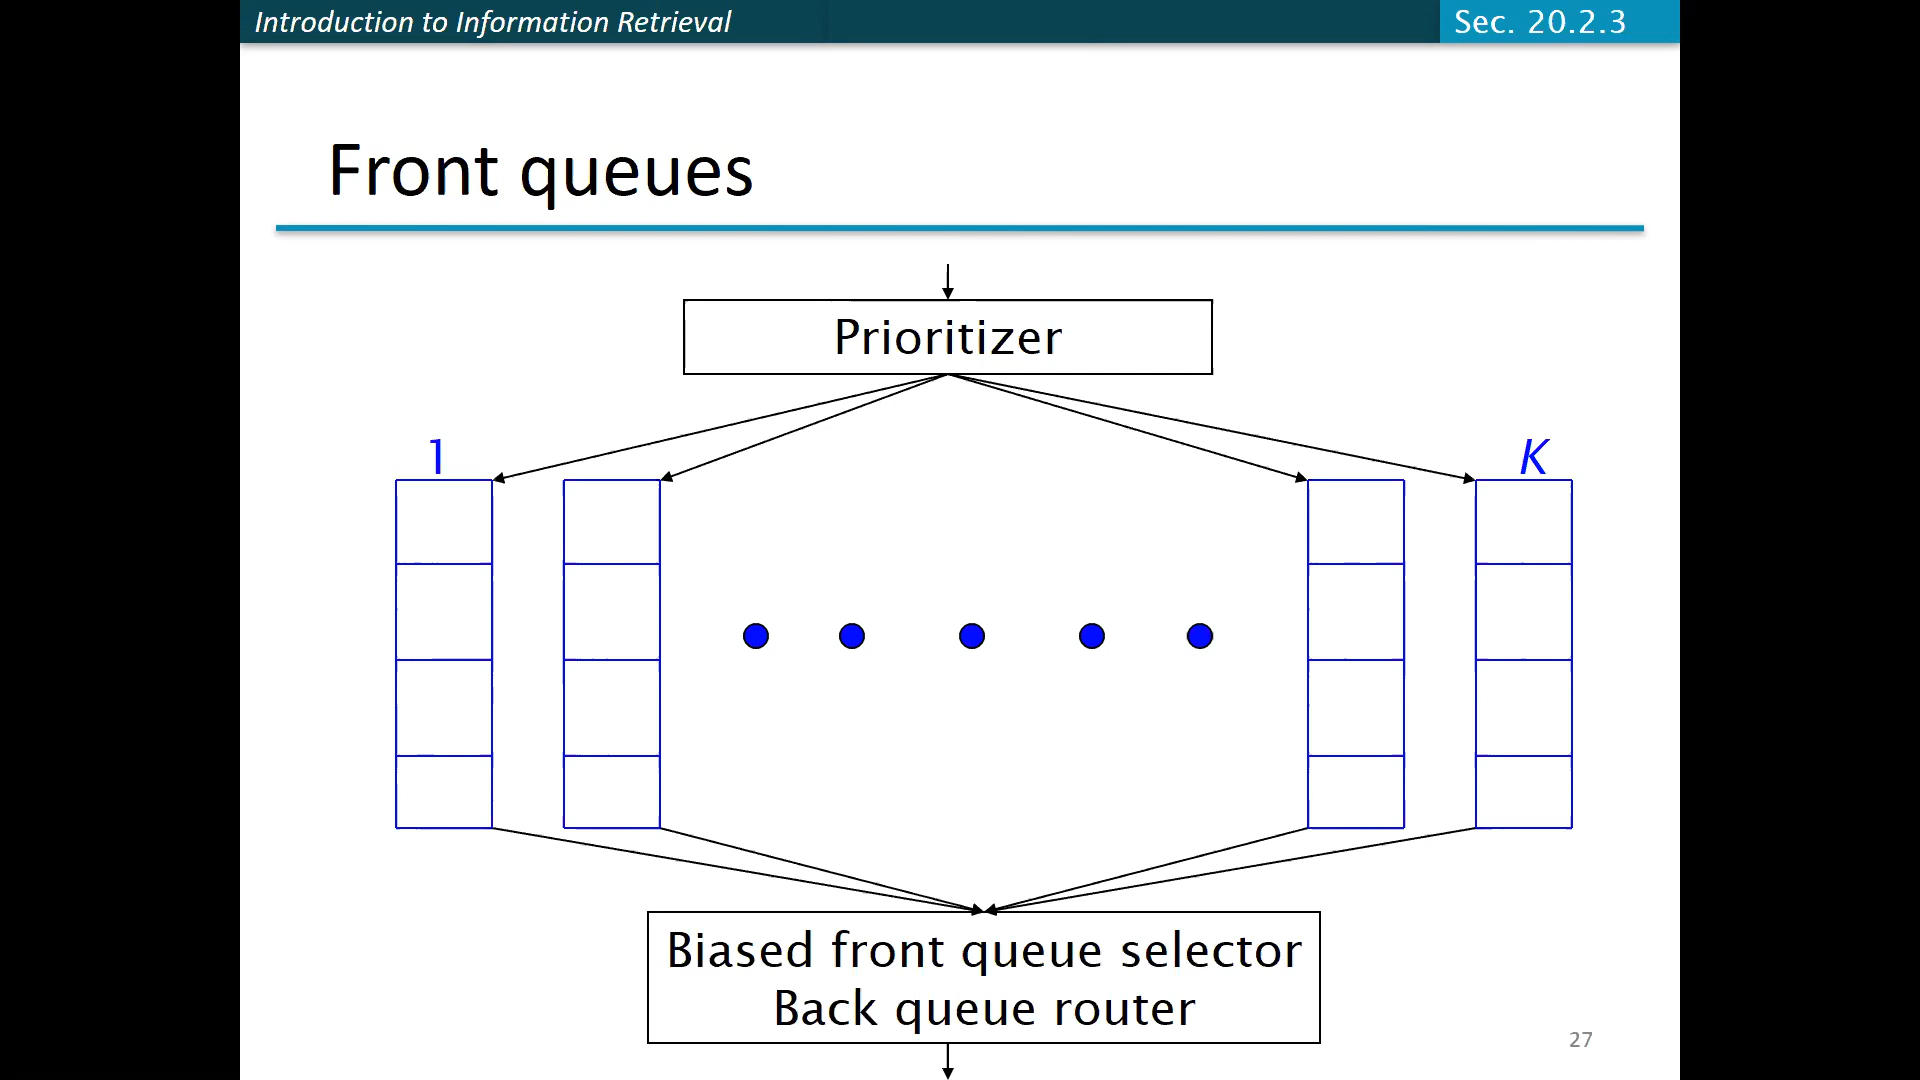 Introduction to Information Retrieval
Sec. 20.2.3
Front queues
Prioritizer
1
K
Biased front queue selector
Back queue router
27